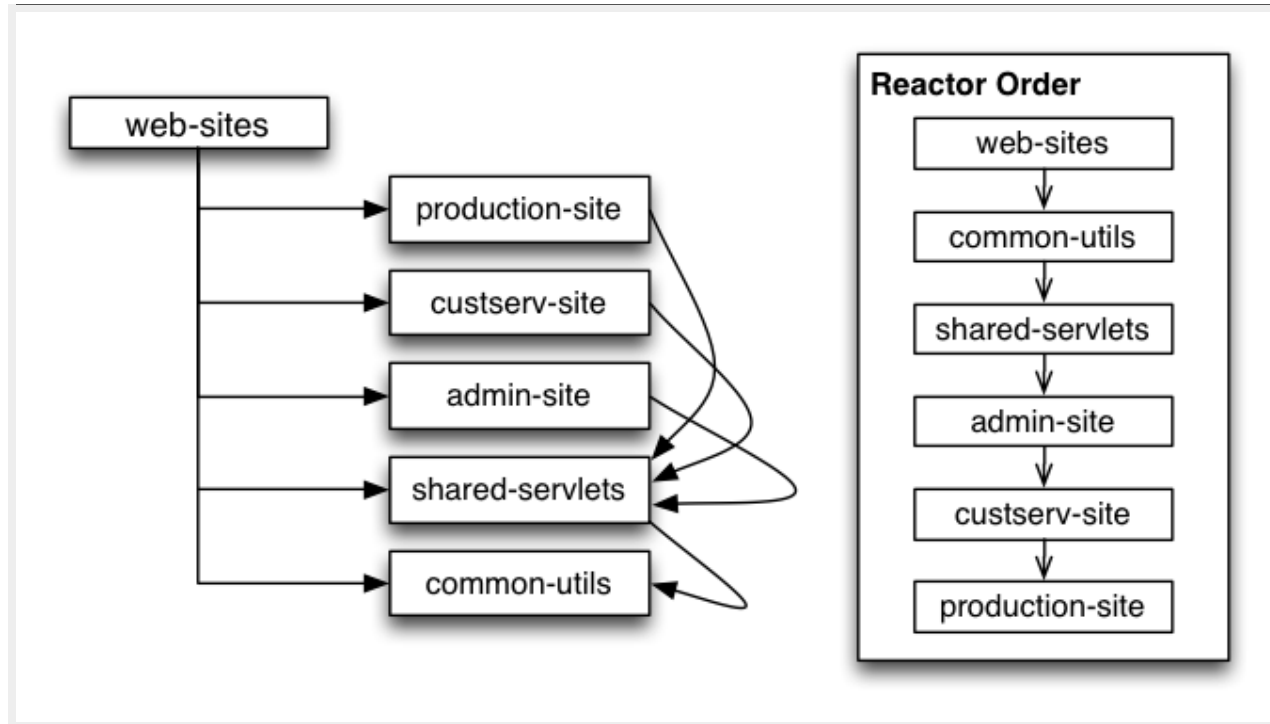 web-sites
production-site
custserv-site
admin-site
shared-servlets
common-utils
Reactor Order
web-sites
common-utils
shared-servlets
admin-site
custserv-site
production-site